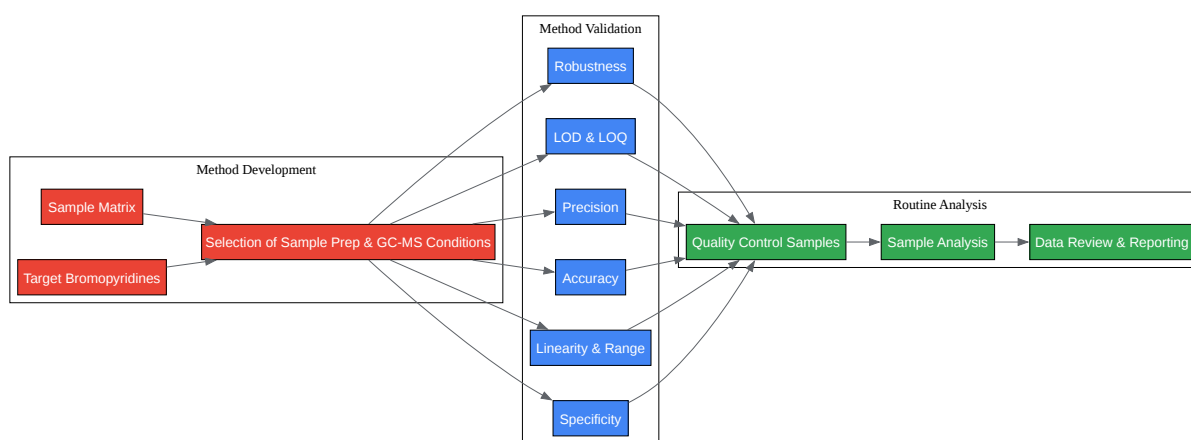 Method Validation
Robustness
LOD & LOQ
Method Development
Sample Matrix
Precision
Routine Analysis
Selection of Sample Prep & GC-MS Conditions
Quality Control Samples
Sample Analysis
Data Review & Reporting
Target Bromopyridines
Accuracy
Linearity & Range
Specificity